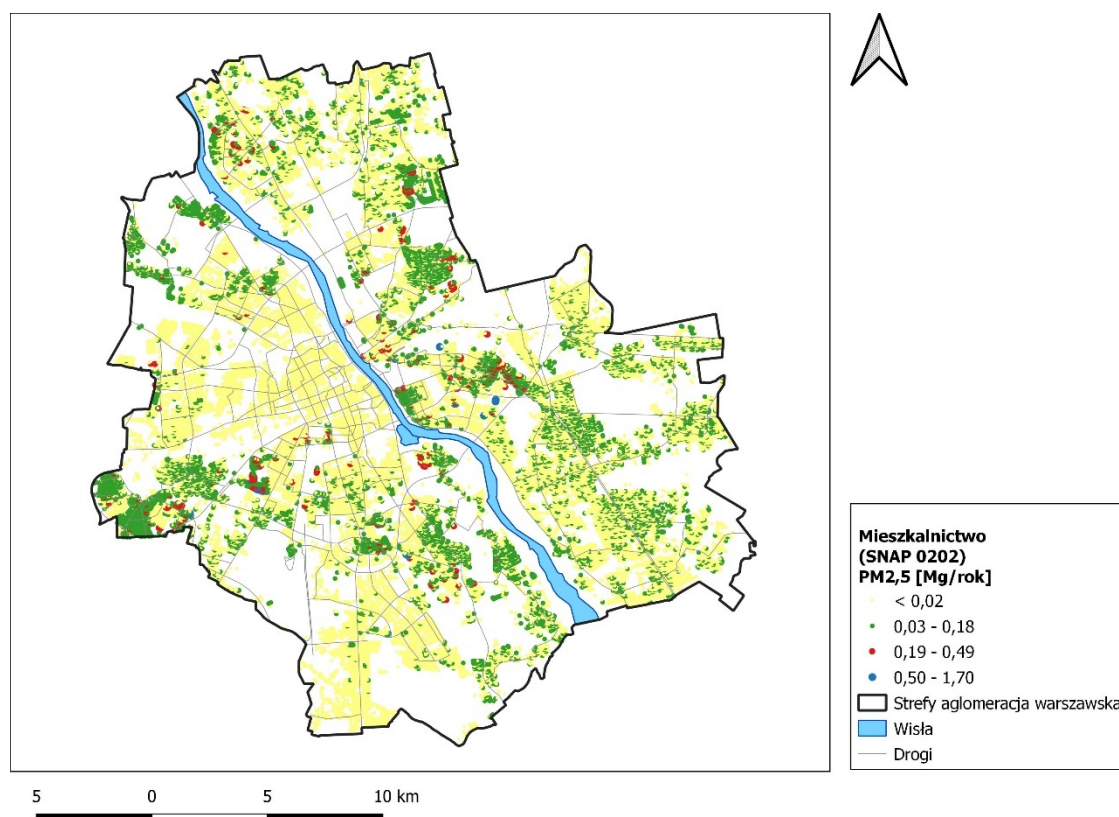 Mieszkalnictwo
(SNAP 0202)
PM2,5 [Mg/rok]
< 0,02
0,03 - 0,18
0,19 - 0,49
0,50 - 1,70
Strefy aglomeracja warszawska
Wisła
Drogi
5 0 5 10 km